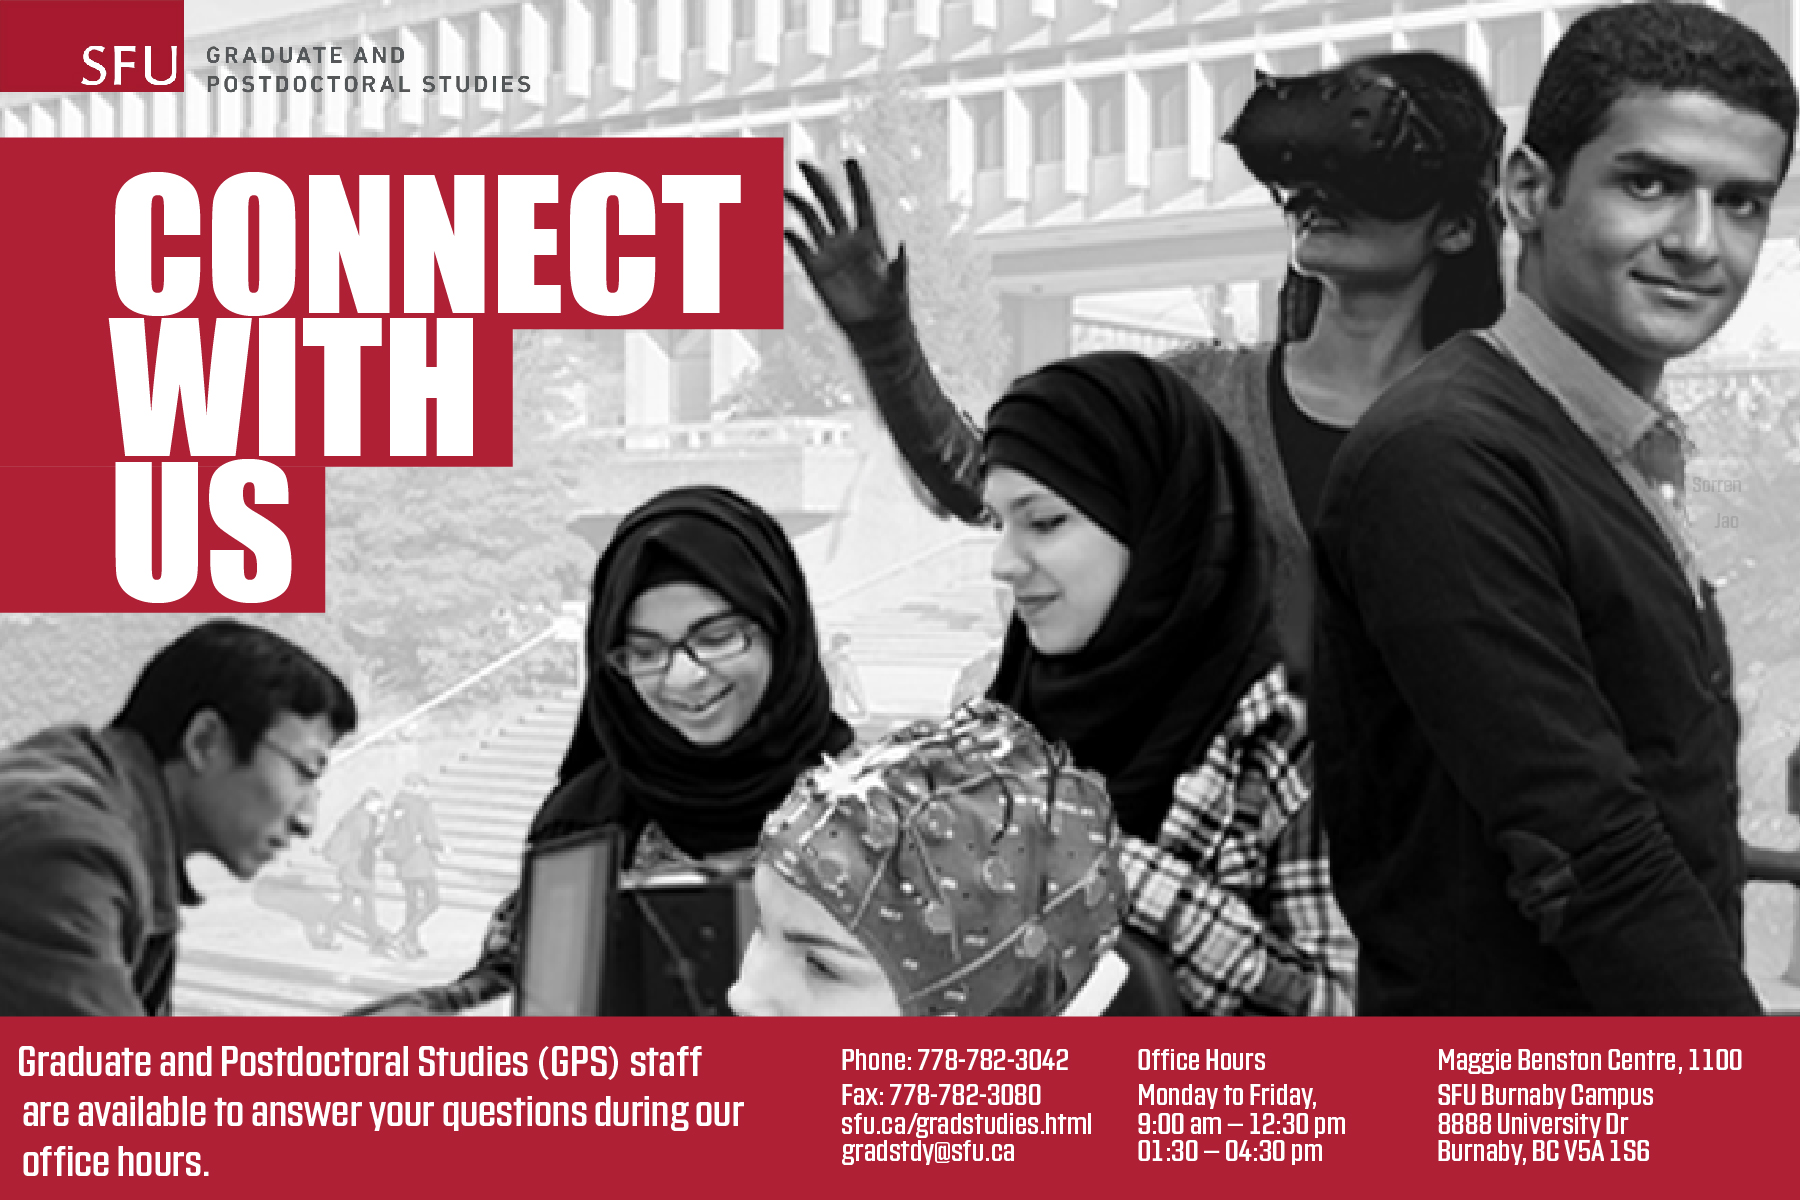 SFU
GRADUATE AND
POSTDOCTORAL STUDIES
CONNECT
WITH
US
Sorren
Jao
Graduate and Postdoctoral Studies (GPS) staff
are available to answer your questions during our
office hours.
Phone: 778-782-3042
Fax: 778-782-3080
sfu.ca/gradstudies.html
gradstdy@sfu.ca
Office Hours
Monday to Friday,
9:00 am – 12:30 pm
01:30 – 04:30 pm
Maggie Benston Centre, 1100
SFU Burnaby Campus
8888 University Dr
Burnaby, BC V5A 1S6